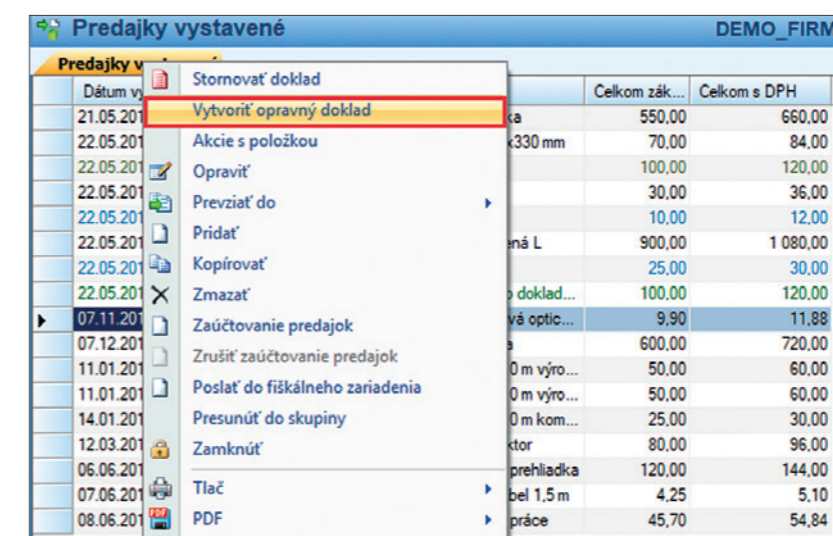 Predajky vystavené DEMO_FIRM
Predajky v
Dátum vy Celkom zák... Celkom s DPH
Stornovať doklad
Vytvoriť opravný doklad
Akcie s položkou
Opraviť
Prevziať do
Pridať
Kopírovať
Zmazať
Zaúčtovanie predajok
Zrušiť zaúčtovanie predajok
Poslať do fiškálneho zariadenia
Presunúť do skupiny
Zamknúť
Tlač
PDF
21.05.201 ka 550,00 660,00
22.05.201 x330 mm 70,00 84,00
22.05.201 100,00 120,00
22.05.201 30,00 36,00
22.05.201 10,00 12,00
22.05.201 ená L 900,00 1 080,00
22.05.201 25,00 30,00
22.05.201 o doklad... 100,00 120,00
07.11.201 vá optic... 9,90 11,88
07.12.201 a 600,00 720,00
11.01.201 0 m výro... 50,00 60,00
11.01.201 0 m výro... 50,00 60,00
14.01.201 0 m kom... 25,00 30,00
12.03.201 ktor 80,00 96,00
06.06.201 prehliadka 120,00 144,00
07.06.201 bel 1,5 m 4,25 5,10
08.06.201 práce 45,70 54,84